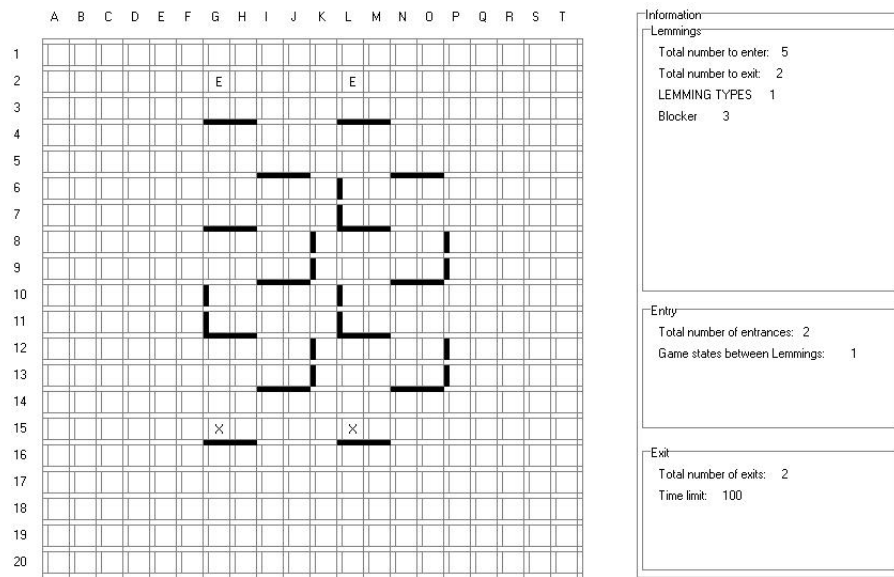 A B C D E F G H I J K L M N O P Q R S T
1
2 E E
3
4
5
6
7
8
9
10
11
12
13
14
15 X X
16
17
18
19
20
Information
Lemmings
Total number to enter: 5
Total number to exit: 2
LEMMING TYPES 1
Blocker 3
Entry
Total number of entrances: 2
Game states between Lemmings: 1
Exit
Total number of exits: 2
Time limit: 100